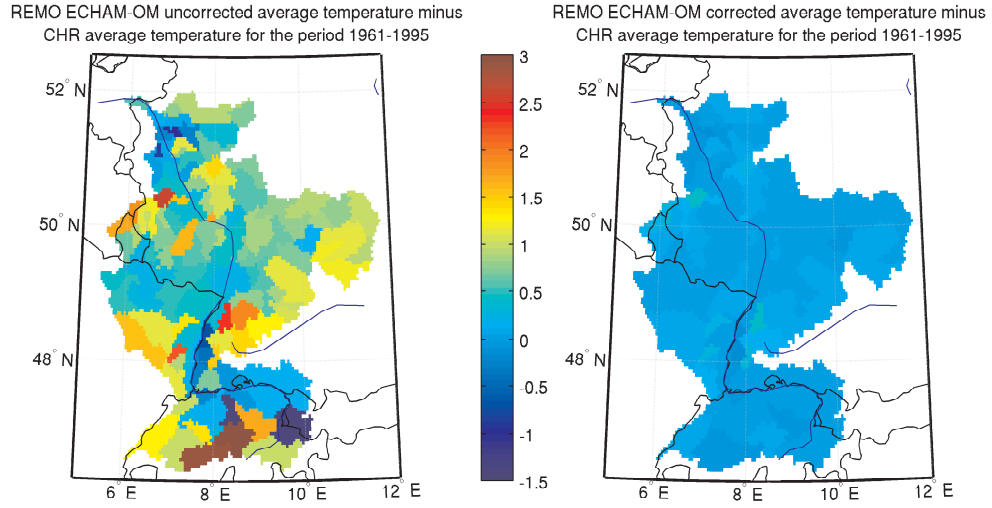 REMO ECHAM-OM uncorrected average temperature minus
CHR average temperature for the period 1961-1995
REMO ECHAM-OM corrected average temperature minus
CHR average temperature for the period 1961-1995
52° N
50° N
48° N
6° E
8° E
10° E
12° E
3
2.5
2
1.5
1
0.5
0
-0.5
-1
-1.5
52° N
50° N
48° N
6° E
8° E
10° E
12° E